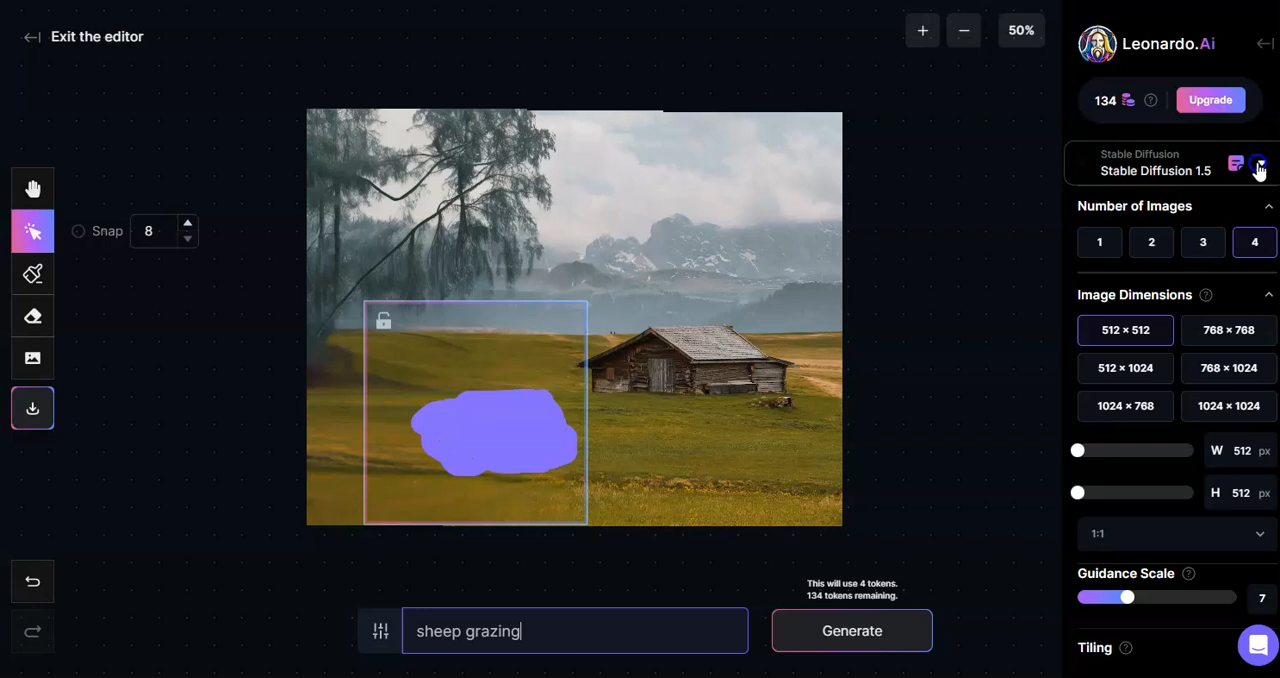 Exit the editor
50%
Leonardo.Ai
134
Upgrade
Stable Diffusion
Stable Diffusion 1.5
Number of Images
1 2 3 4
Snap 8
Image Dimensions
512 × 512 768 × 768
512 × 1024 768 × 1024
1024 × 768 1024 × 1024
W 512 px
H 512 px
1:1
Guidance Scale
7
This will use 4 tokens.
134 tokens remaining.
sheep grazing
Generate
Tiling